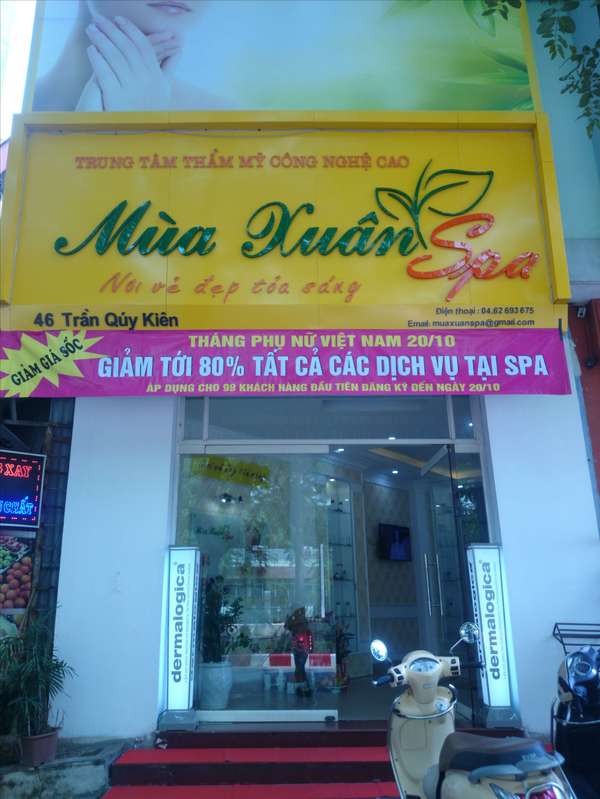 TRUNG TÂM THẨM MỸ CÔNG NGHỆ CAO
Mùa Xuân Spa
Nơi vẻ đẹp tỏa sáng
46 Trần Qúy Kiên
Điện thoại : 04.62 693 675
Email: muaxuanspa@gmail.com
GIẢM GIÁ SỐC
THÁNG PHỤ NỮ VIỆT NAM 20/10
GIẢM TỚI 80% TẤT CẢ CÁC DỊCH VỤ TẠI SPA
ÁP DỤNG CHO 99 KHÁCH HÀNG ĐẦU TIÊN ĐĂNG KÝ ĐẾN NGÀY 20/10
XAY
CHẤT
dermalogica
dermalogica